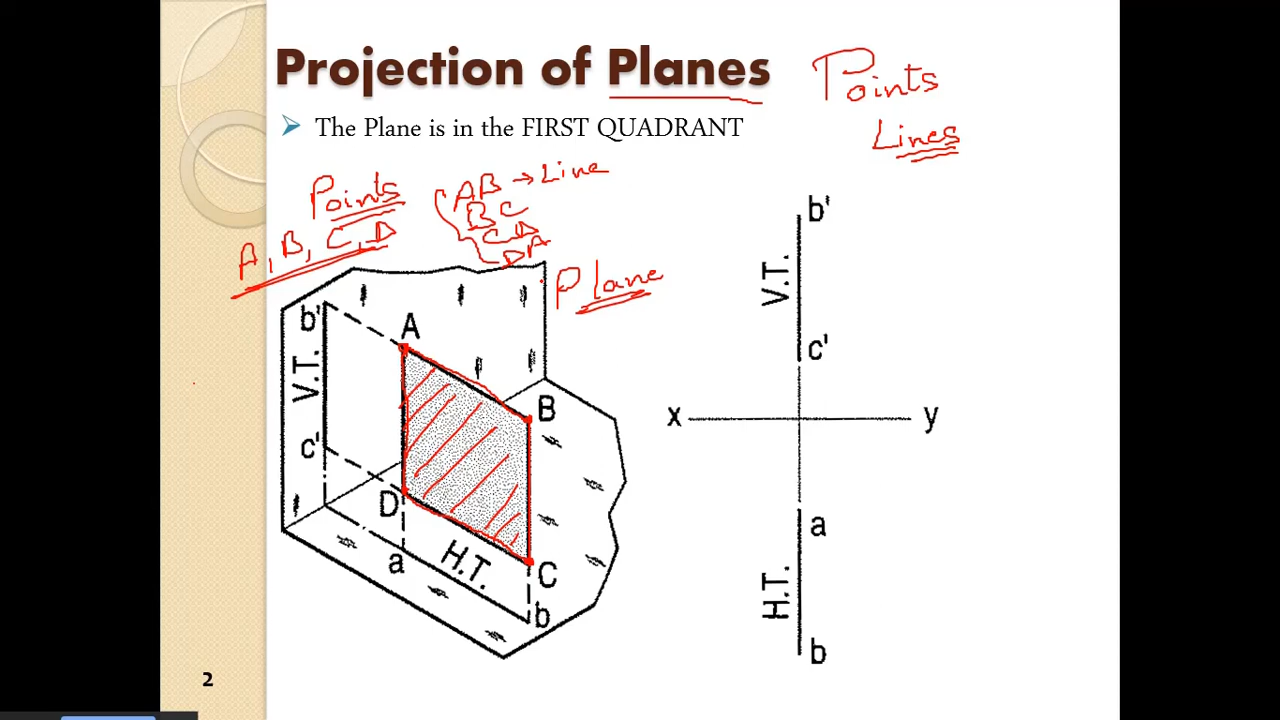 Projection of Planes
Points
Lines
The Plane is in the FIRST QUADRANT
Points
A, B, C, D
AB → Line
BC
CD
DA
Plane
b'
V.T.
c'
A
B
D
C
a
H.T.
b
b'
V.T.
c'
x
y
a
H.T.
b
2